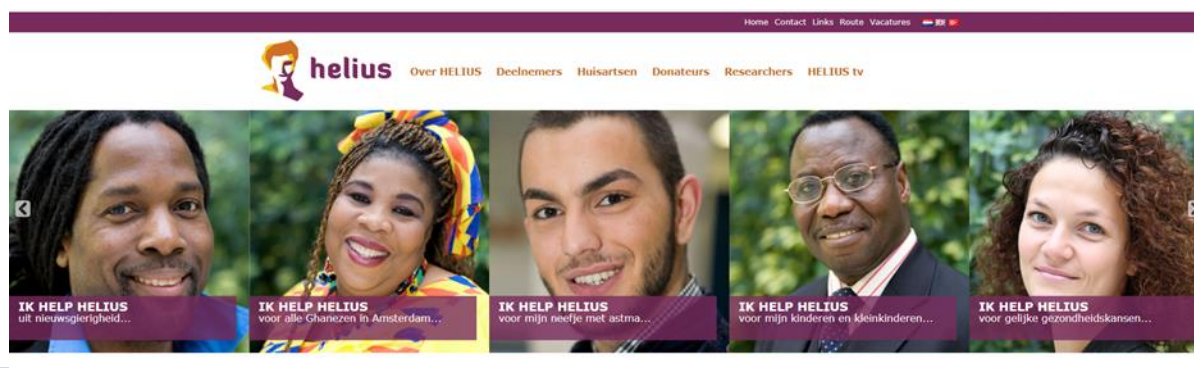 Home Contact Links Route Vacatures
helius
Over HELIUS Deelnemers Huisartsen Donateurs Researchers HELIUS tv
IK HELP HELIUS
uit nieuwsgierigheid...
IK HELP HELIUS
voor alle Ghanezen in Amsterdam...
IK HELP HELIUS
voor mijn neefje met astma...
IK HELP HELIUS
voor mijn kinderen en kleinkinderen...
IK HELP HELIUS
voor gelijke gezondheidskansen...